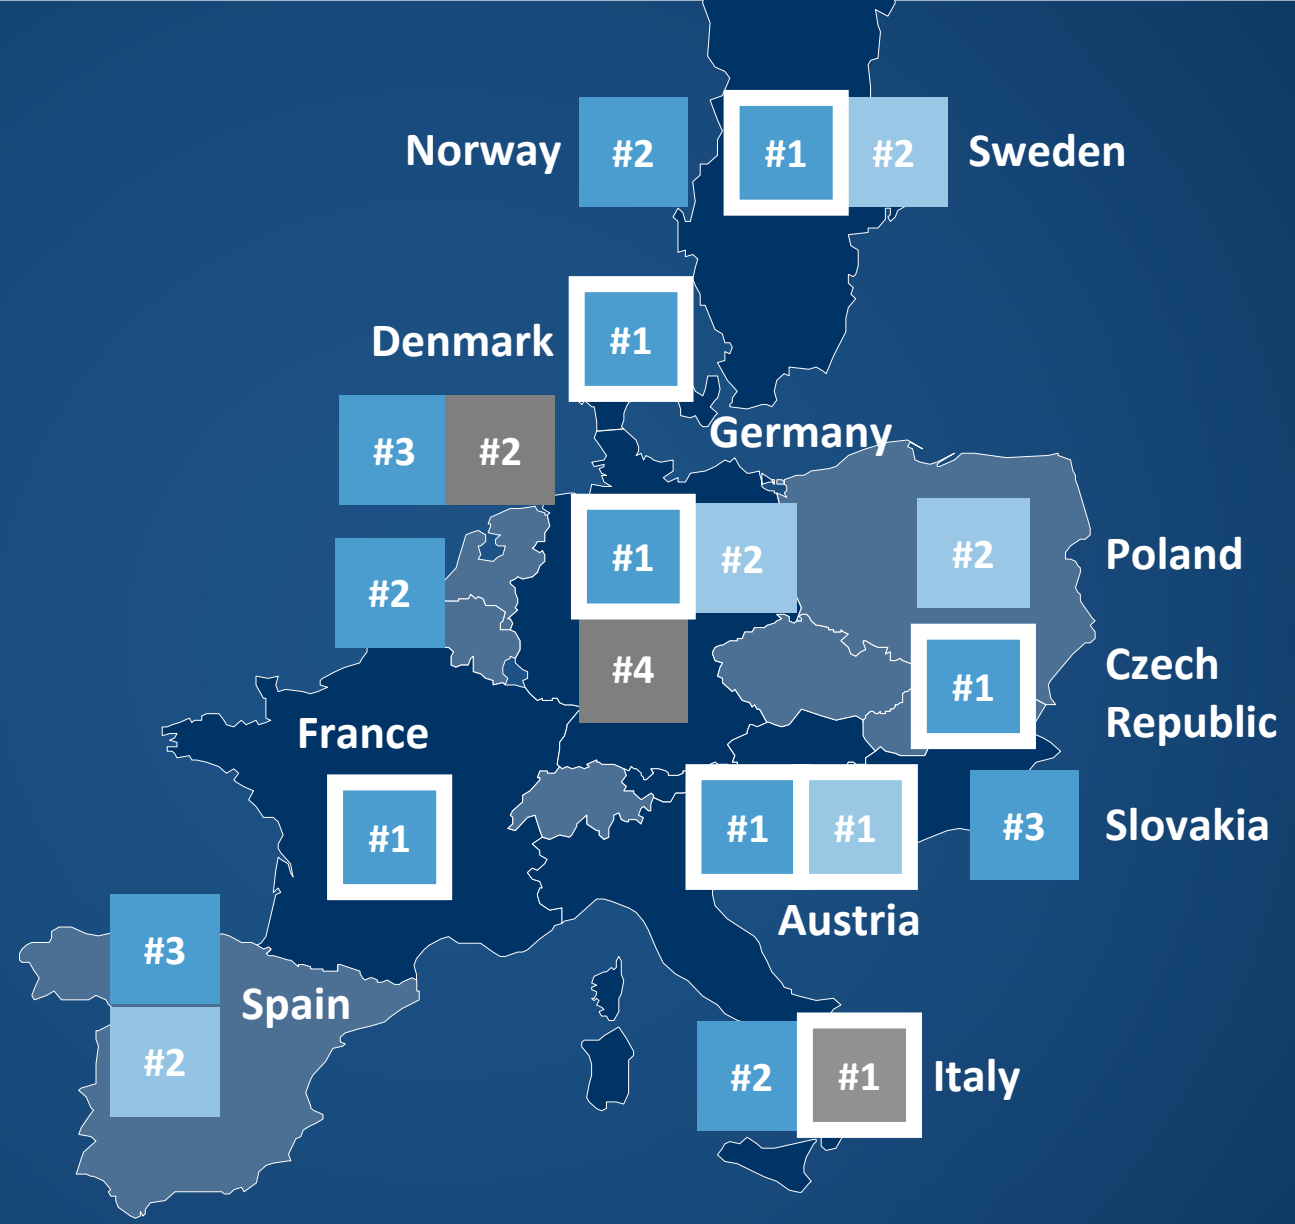 Norway #2 #1 #2 Sweden
Denmark #1
Germany
#3 #2
#1 #2
#2 Poland
#2
#4
Czech
Republic
#1
France
#1
#1 #1
#3 Slovakia
Austria
#3
Spain
#2
#2 #1 Italy